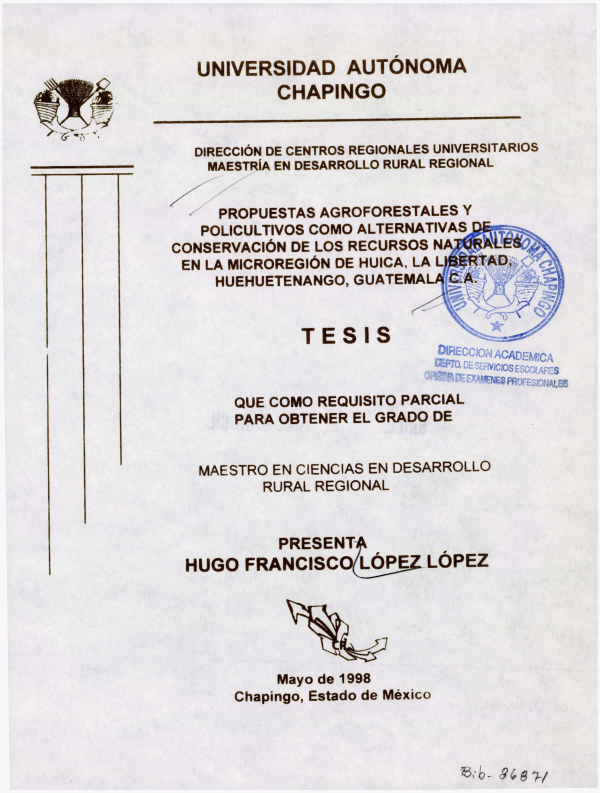 UNIVERSIDAD AUTÓNOMA
CHAPINGO
DIRECCIÓN DE CENTROS REGIONALES UNIVERSITARIOS
MAESTRÍA EN DESARROLLO RURAL REGIONAL
PROPUESTAS AGROFORESTALES Y
POLICULTIVOS COMO ALTERNATIVAS DE
CONSERVACIÓN DE LOS RECURSOS NATURALES
EN LA MICROREGIÓN DE HUICA, LA LIBERTAD,
HUEHUETENANGO, GUATEMALA C.A.
UNIVERSIDAD AUTONOMA CHAPINGO
TESIS
DIRECCION ACADEMICA
DEPTO. DE SERVICIOS ESCOLARES
OFICINA DE EXAMENES PROFESIONALES
QUE COMO REQUISITO PARCIAL
PARA OBTENER EL GRADO DE
MAESTRO EN CIENCIAS EN DESARROLLO
RURAL REGIONAL
PRESENTA
HUGO FRANCISCO LÓPEZ LÓPEZ
Mayo de 1998
Chapingo, Estado de México
Bib- 86871